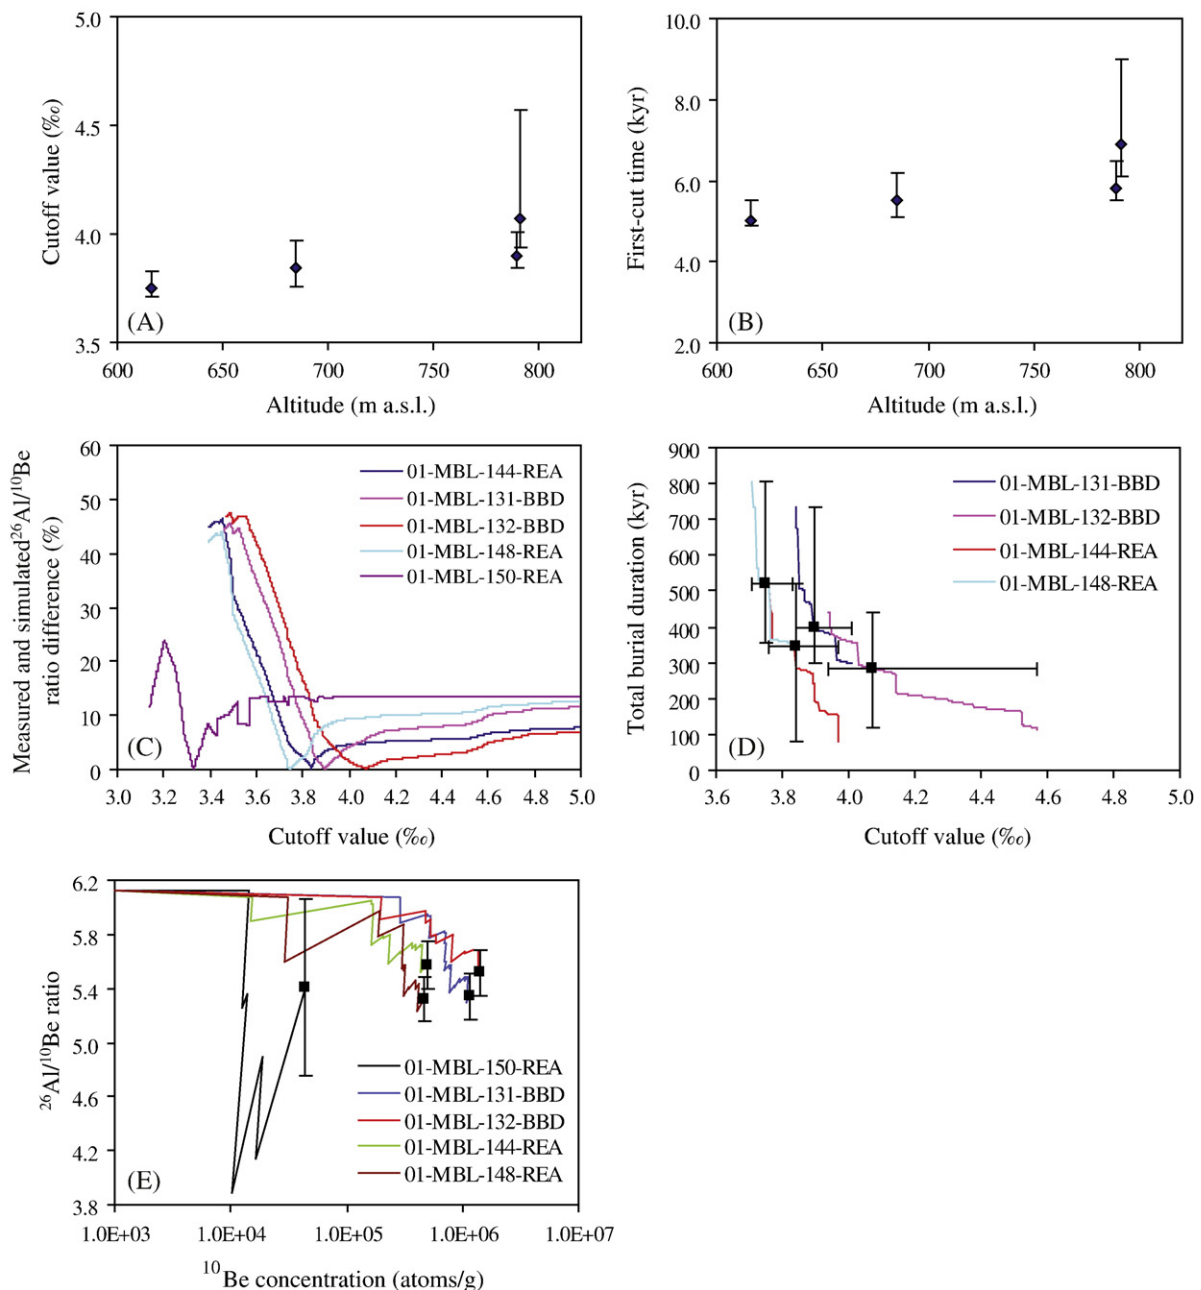 5.0
4.5
4.0
3.5
Cutoff value (‰)
(A)
600 650 700 750 800
Altitude (m a.s.l.)
10.0
8.0
6.0
4.0
2.0
First-cut time (kyr)
(B)
600 650 700 750 800
Altitude (m a.s.l.)
60
50
40
30
20
10
0
Measured and simulated ²⁶Al/¹⁰Be
ratio difference (%)
01-MBL-144-REA
01-MBL-131-BBD
01-MBL-132-BBD
01-MBL-148-REA
01-MBL-150-REA
(C)
3.0 3.2 3.4 3.6 3.8 4.0 4.2 4.4 4.6 4.8 5.0
Cutoff value (‰)
900
800
700
600
500
400
300
200
100
0
Total burial duration (kyr)
01-MBL-131-BBD
01-MBL-132-BBD
01-MBL-144-REA
01-MBL-148-REA
(D)
3.6 3.8 4.0 4.2 4.4 4.6 4.8 5.0
Cutoff value (‰)
6.2
5.8
5.4
5.0
4.6
4.2
3.8
²⁶Al/¹⁰Be ratio
01-MBL-150-REA
01-MBL-131-BBD
01-MBL-132-BBD
01-MBL-144-REA
01-MBL-148-REA
(E)
1.0E+03 1.0E+04 1.0E+05 1.0E+06 1.0E+07
¹⁰Be concentration (atoms/g)